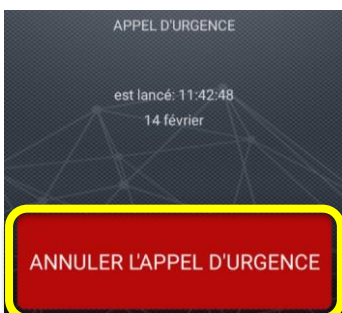 APPEL D'URGENCE
est lancé: 11:42:48
14 février
ANNULER L'APPEL D'URGENCE